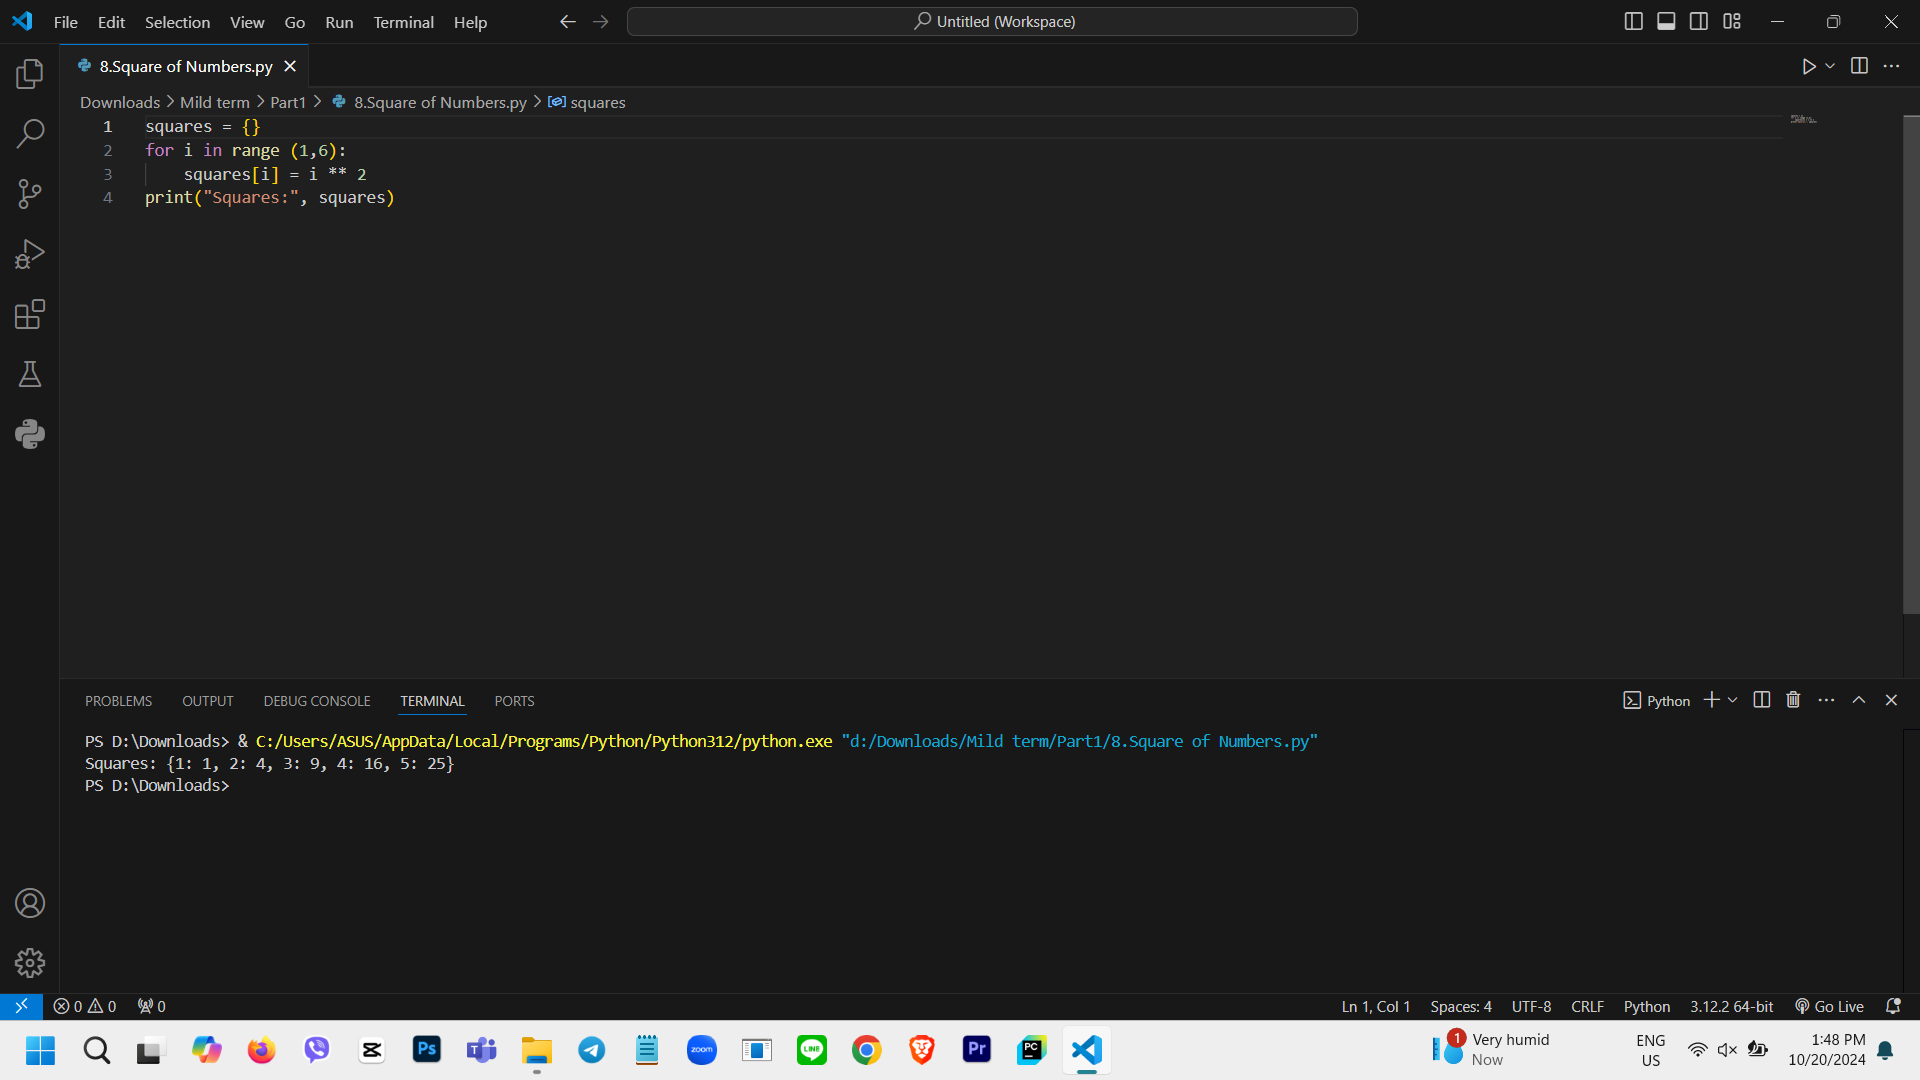 File Edit Selection View Go Run Terminal Help
Untitled (Workspace)
8.Square of Numbers.py
Downloads > Mild term > Part1 > 8.Square of Numbers.py > squares
1 squares = {}
2 for i in range (1,6):
3 squares[i] = i ** 2
4 print("Squares:", squares)
PROBLEMS OUTPUT DEBUG CONSOLE TERMINAL PORTS
Python
PS D:\Downloads> & C:/Users/ASUS/AppData/Local/Programs/Python/Python312/python.exe "d:/Downloads/Mild term/Part1/8.Square of Numbers.py"
Squares: {1: 1, 2: 4, 3: 9, 4: 16, 5: 25}
PS D:\Downloads>
0 0 0
Ln 1, Col 1 Spaces: 4 UTF-8 CRLF Python 3.12.2 64-bit Go Live
Ps
T
zoom
LINE
Pr
PC
1
Very humid
Now
ENG
US
1:48 PM
10/20/2024